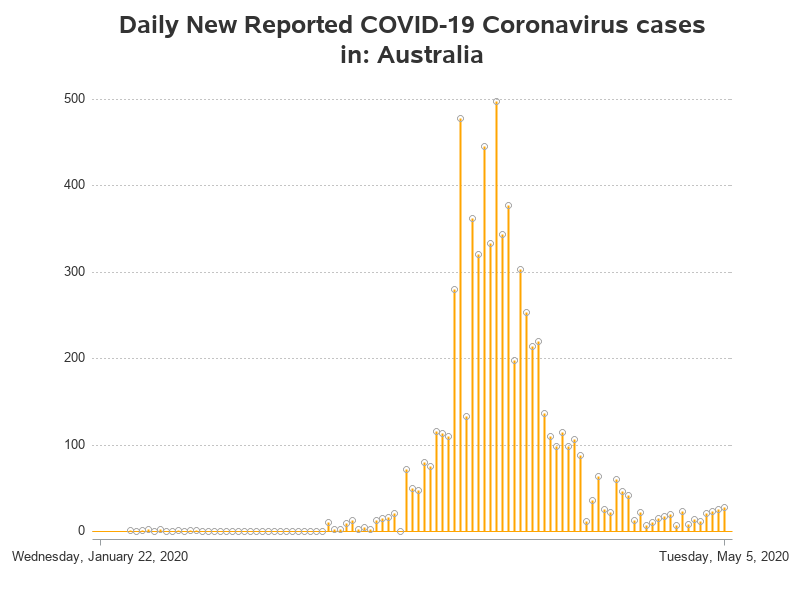 Daily New Reported COVID-19 Coronavirus cases
in: Australia
500
400
300
200
100
0
Wednesday, January 22, 2020
Tuesday, May 5, 2020